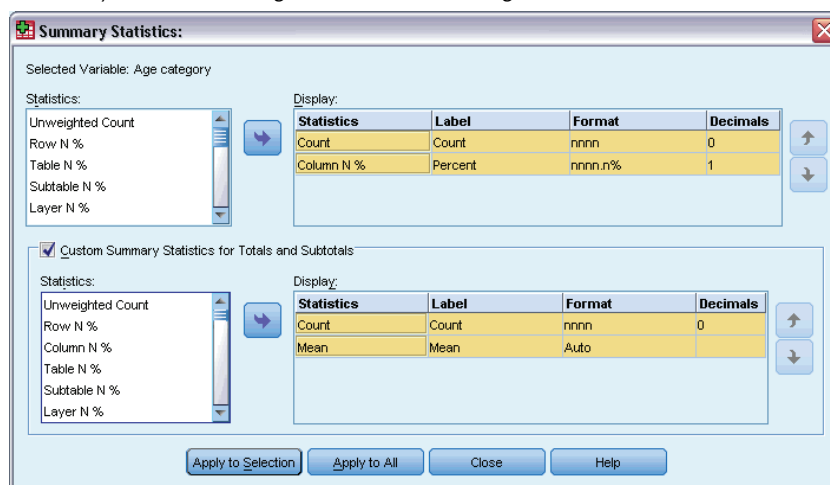 Summary Statistics:
Selected Variable: Age category
Statistics:
Unweighted Count
Row N %
Table N %
Subtable N %
Layer N %
Display:
Statistics Label Format Decimals
Count Count nnnn 0
Column N % Percent nnnn.n% 1
Custom Summary Statistics for Totals and Subtotals
Statistics:
Unweighted Count
Row N %
Column N %
Table N %
Subtable N %
Layer N %
Display:
Statistics Label Format Decimals
Count Count nnnn 0
Mean Mean Auto
Apply to Selection Apply to All Close Help